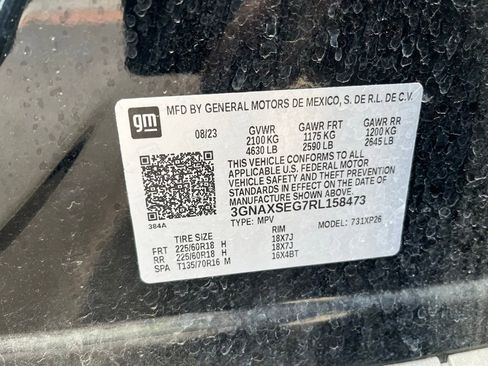 gm
MFD BY GENERAL MOTORS DE MEXICO, S. DE R.L. DE C.V.
08/23 GVWR GAWR FRT GAWR RR
2100 KG 1175 KG 1200 KG
4630 LB 2590 LB 2645 LB
THIS VEHICLE CONFORMS TO ALL
APPLICABLE U.S. FEDERAL MOTOR
VEHICLE SAFETY, BUMPER, AND THEFT
PREVENTION STANDARDS IN EFFECT ON
THE DATE OF MANUFACTURE SHOWN ABOVE.
3GNAXSEG7RL158473
384A TYPE: MPV MODEL: 731XP26
TIRE SIZE RIM
FRT 225/60R18 H 18X7J
RR 225/60R18 H 18X7J
SPA T135/70R16 M 16X4BT